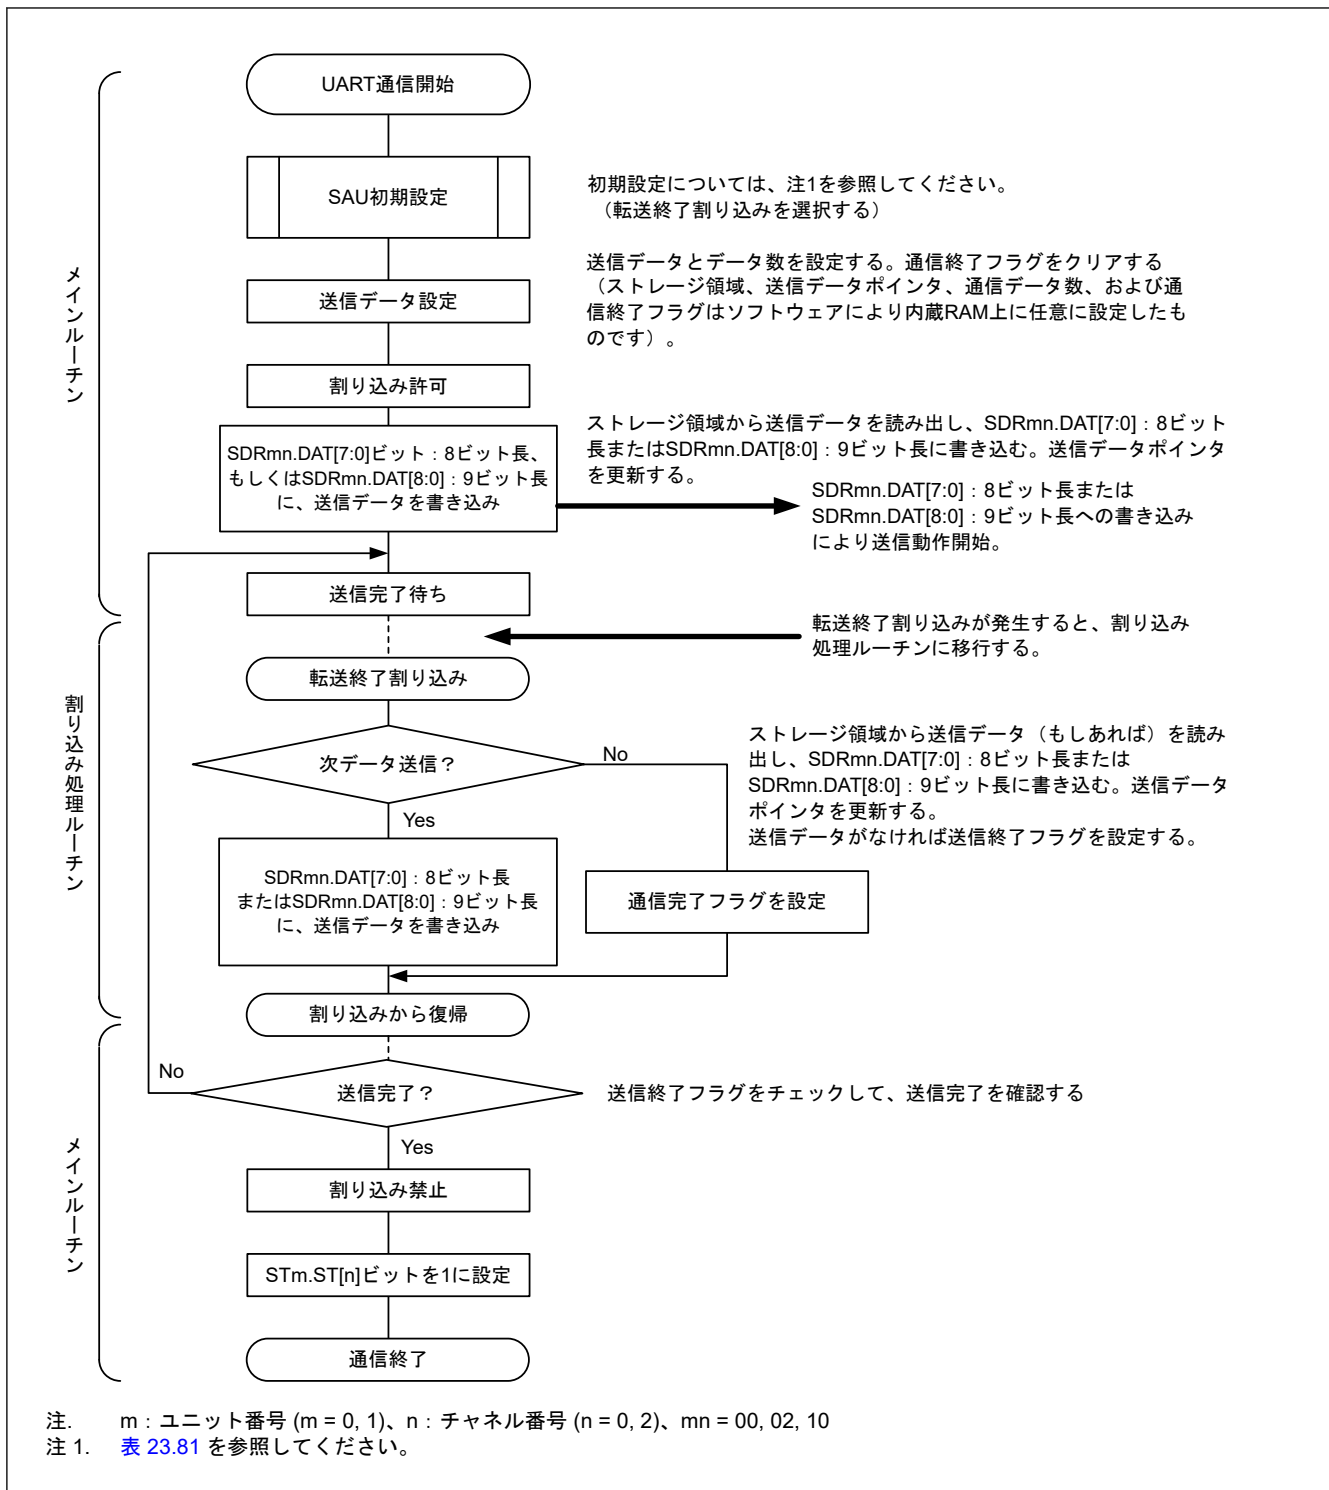 UART通信開始
メインルーチン
SAU初期設定
初期設定については、注1を参照してください。
（転送終了割り込みを選択する）
送信データ設定
送信データとデータ数を設定する。通信終了フラグをクリアする
（ストレージ領域、送信データポインタ、通信データ数、および通
信終了フラグはソフトウェアにより内蔵RAM上に任意に設定したも
のです）。
割り込み許可
SDRmn.DAT[7:0]ビット：8ビット長、
もしくはSDRmn.DAT[8:0]：9ビット長
に、送信データを書き込み
ストレージ領域から送信データを読み出し、SDRmn.DAT[7:0]：8ビット
長またはSDRmn.DAT[8:0]：9ビット長に書き込む。送信データポインタ
を更新する。
SDRmn.DAT[7:0]：8ビット長または
SDRmn.DAT[8:0]：9ビット長への書き込み
により送信動作開始。
送信完了待ち
転送終了割り込みが発生すると、割り込み
処理ルーチンに移行する。
割り込み処理ルーチン
転送終了割り込み
次データ送信？
No
Yes
ストレージ領域から送信データ（もしあれば）を読み
出し、SDRmn.DAT[7:0]：8ビット長または
SDRmn.DAT[8:0]：9ビット長に書き込む。送信データ
ポインタを更新する。
送信データがなければ送信終了フラグを設定する。
SDRmn.DAT[7:0]：8ビット長
またはSDRmn.DAT[8:0]：9ビット長
に、送信データを書き込み
通信完了フラグを設定
割り込みから復帰
メインルーチン
No
送信完了？
送信終了フラグをチェックして、送信完了を確認する
Yes
割り込み禁止
STm.ST[n]ビットを1に設定
通信終了
注. m：ユニット番号 (m = 0, 1)、n：チャネル番号 (n = 0, 2)、mn = 00, 02, 10
注 1. 表 23.81 を参照してください。